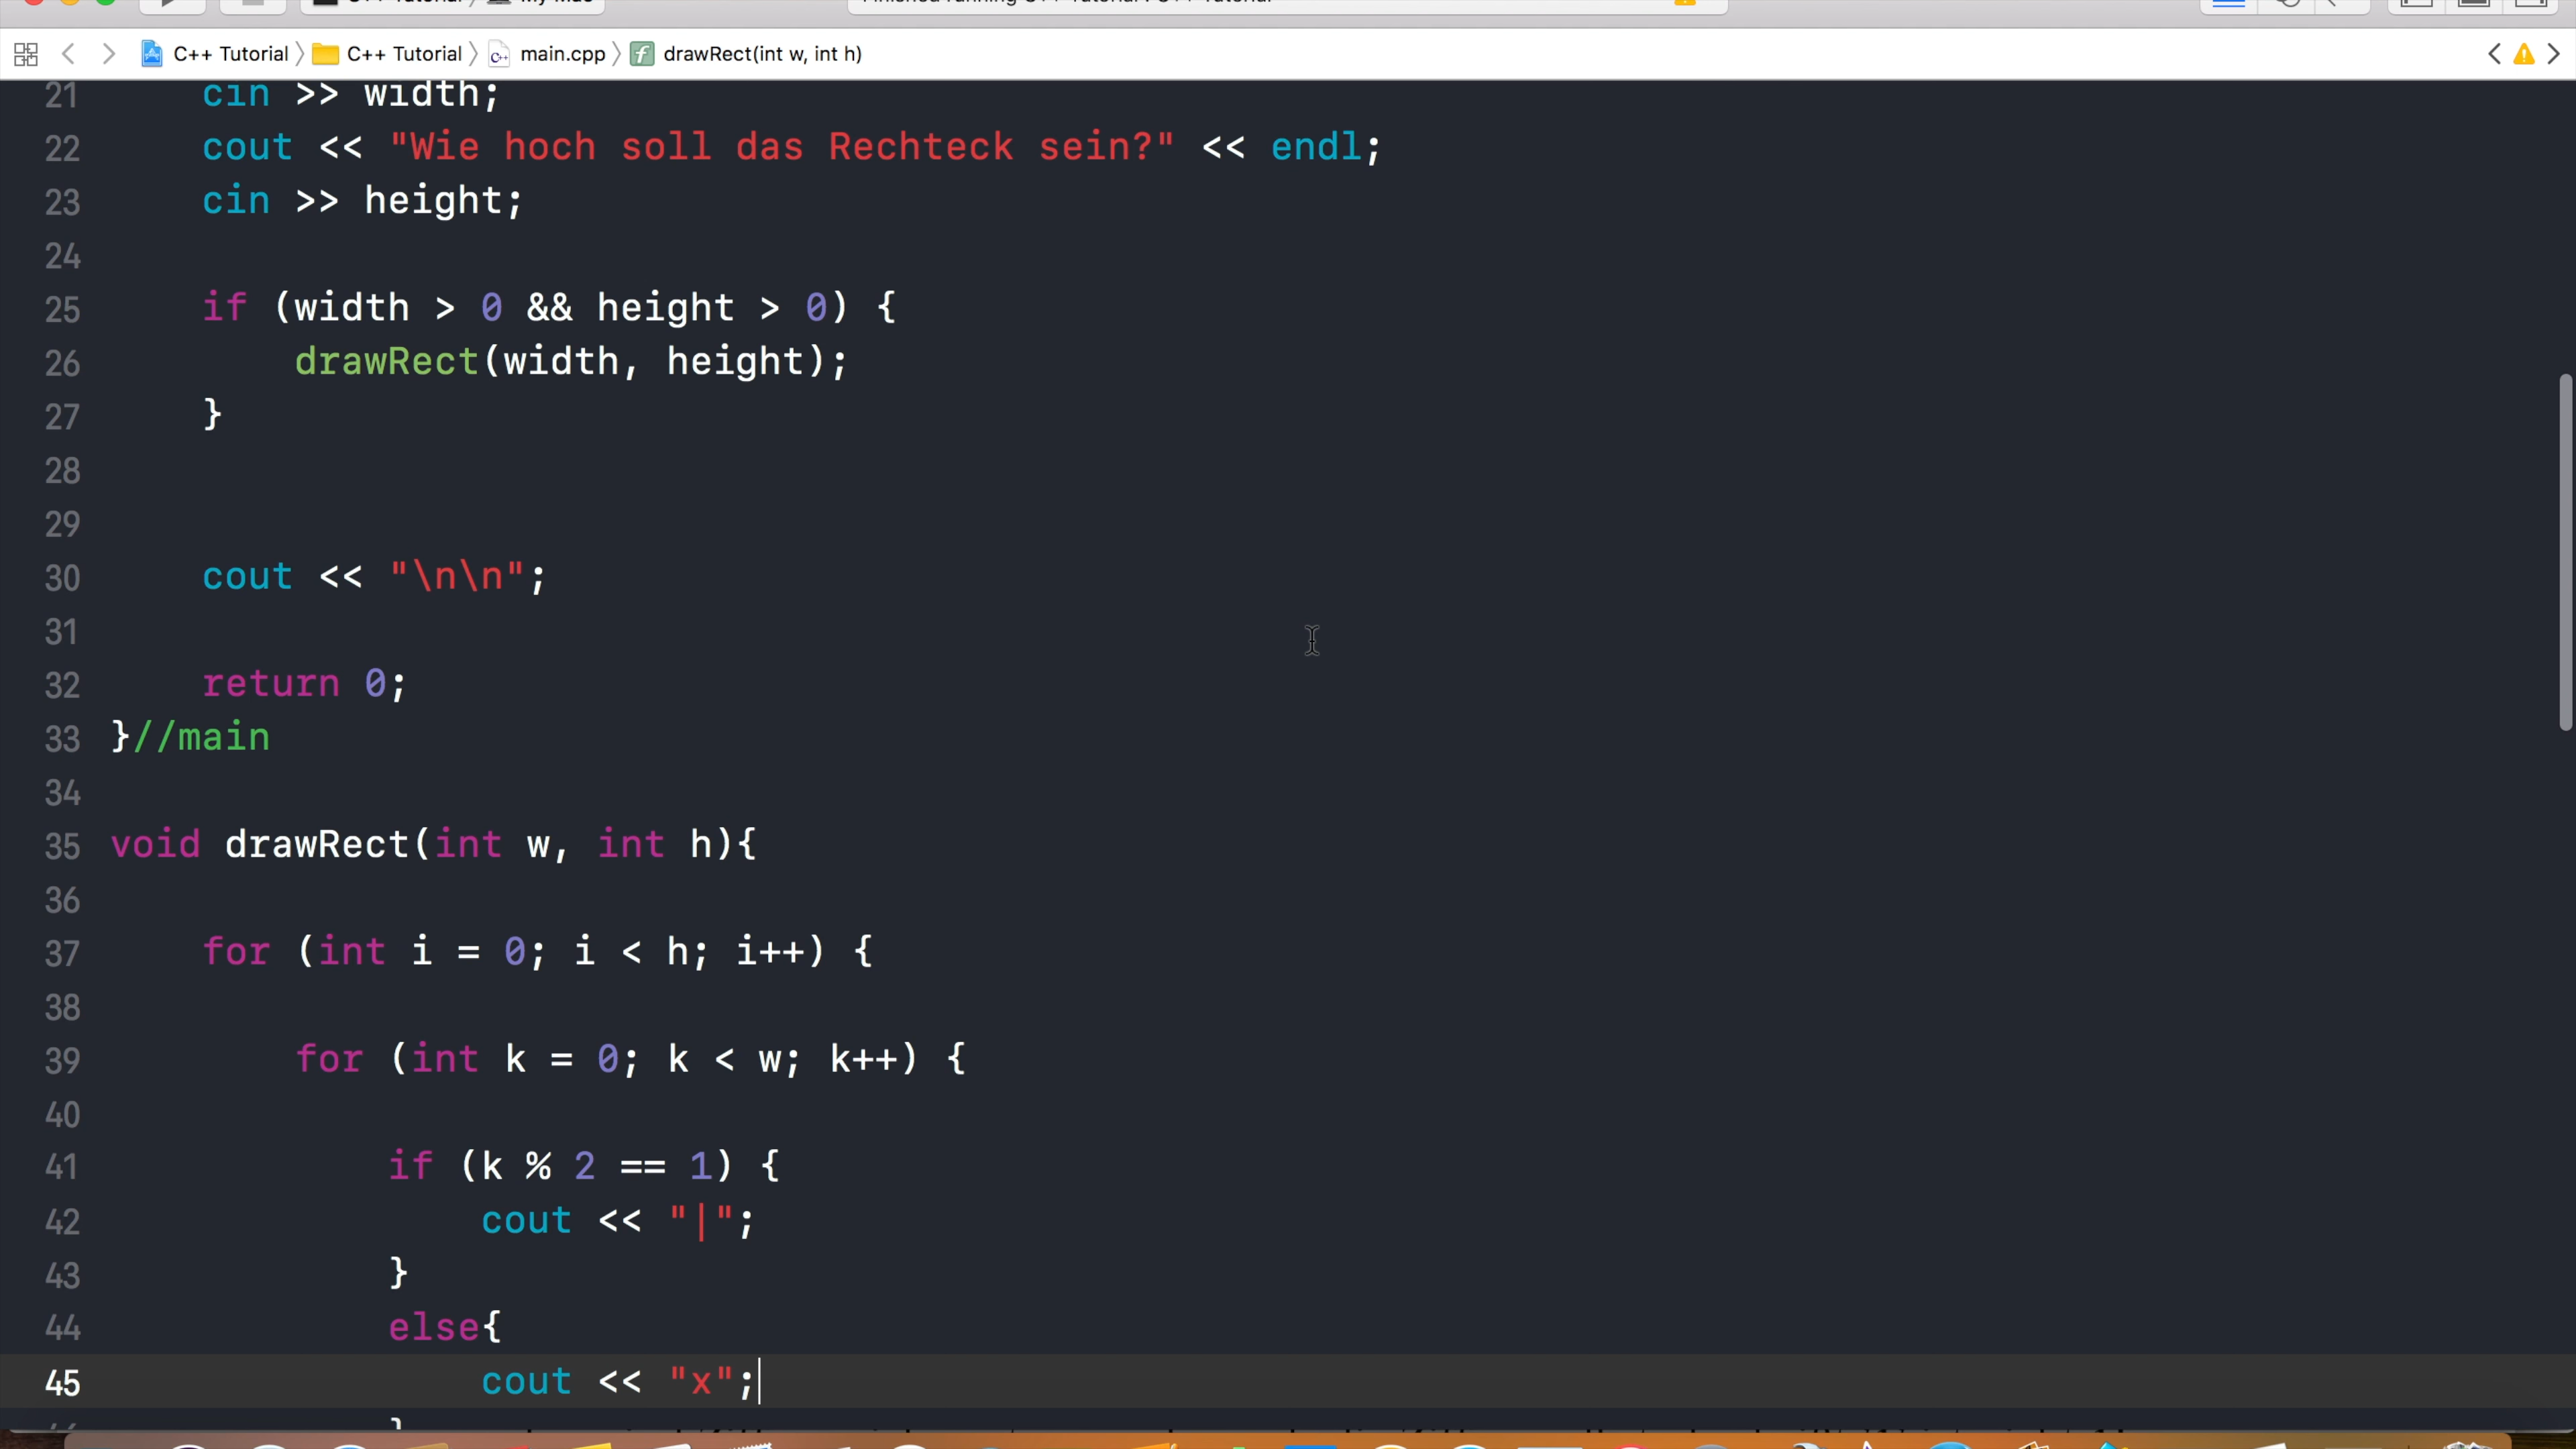 C++ Tutorial C++ Tutorial main.cpp drawRect(int w, int h)
21 cin >> width;
22 cout << "Wie hoch soll das Rechteck sein?" << endl;
23 cin >> height;
24
25 if (width > 0 && height > 0) {
26 drawRect(width, height);
27 }
28
29
30 cout << "\n\n";
31
32 return 0;
33 }//main
34
35 void drawRect(int w, int h){
36
37 for (int i = 0; i < h; i++) {
38
39 for (int k = 0; k < w; k++) {
40
41 if (k % 2 == 1) {
42 cout << "|";
43 }
44 else{
45 cout << "x";